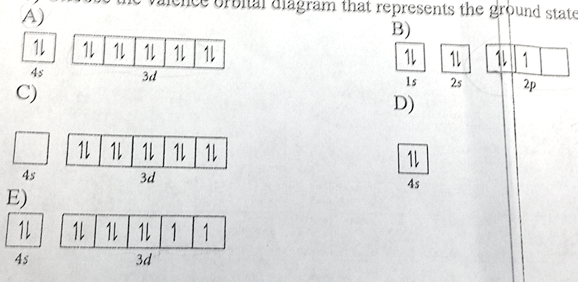 valence orbital diagram that represents the ground state
A)
B)
1⇂ 1⇂ 1⇂ 1⇂ 1⇂ 1⇂
4s 3d
1⇂ 1⇂ 1⇂ 1
1s 2s 2p
C)
D)
1⇂ 1⇂ 1⇂ 1⇂ 1⇂
4s 3d
1⇂
4s
E)
1⇂ 1⇂ 1⇂ 1⇂ 1 1
4s 3d